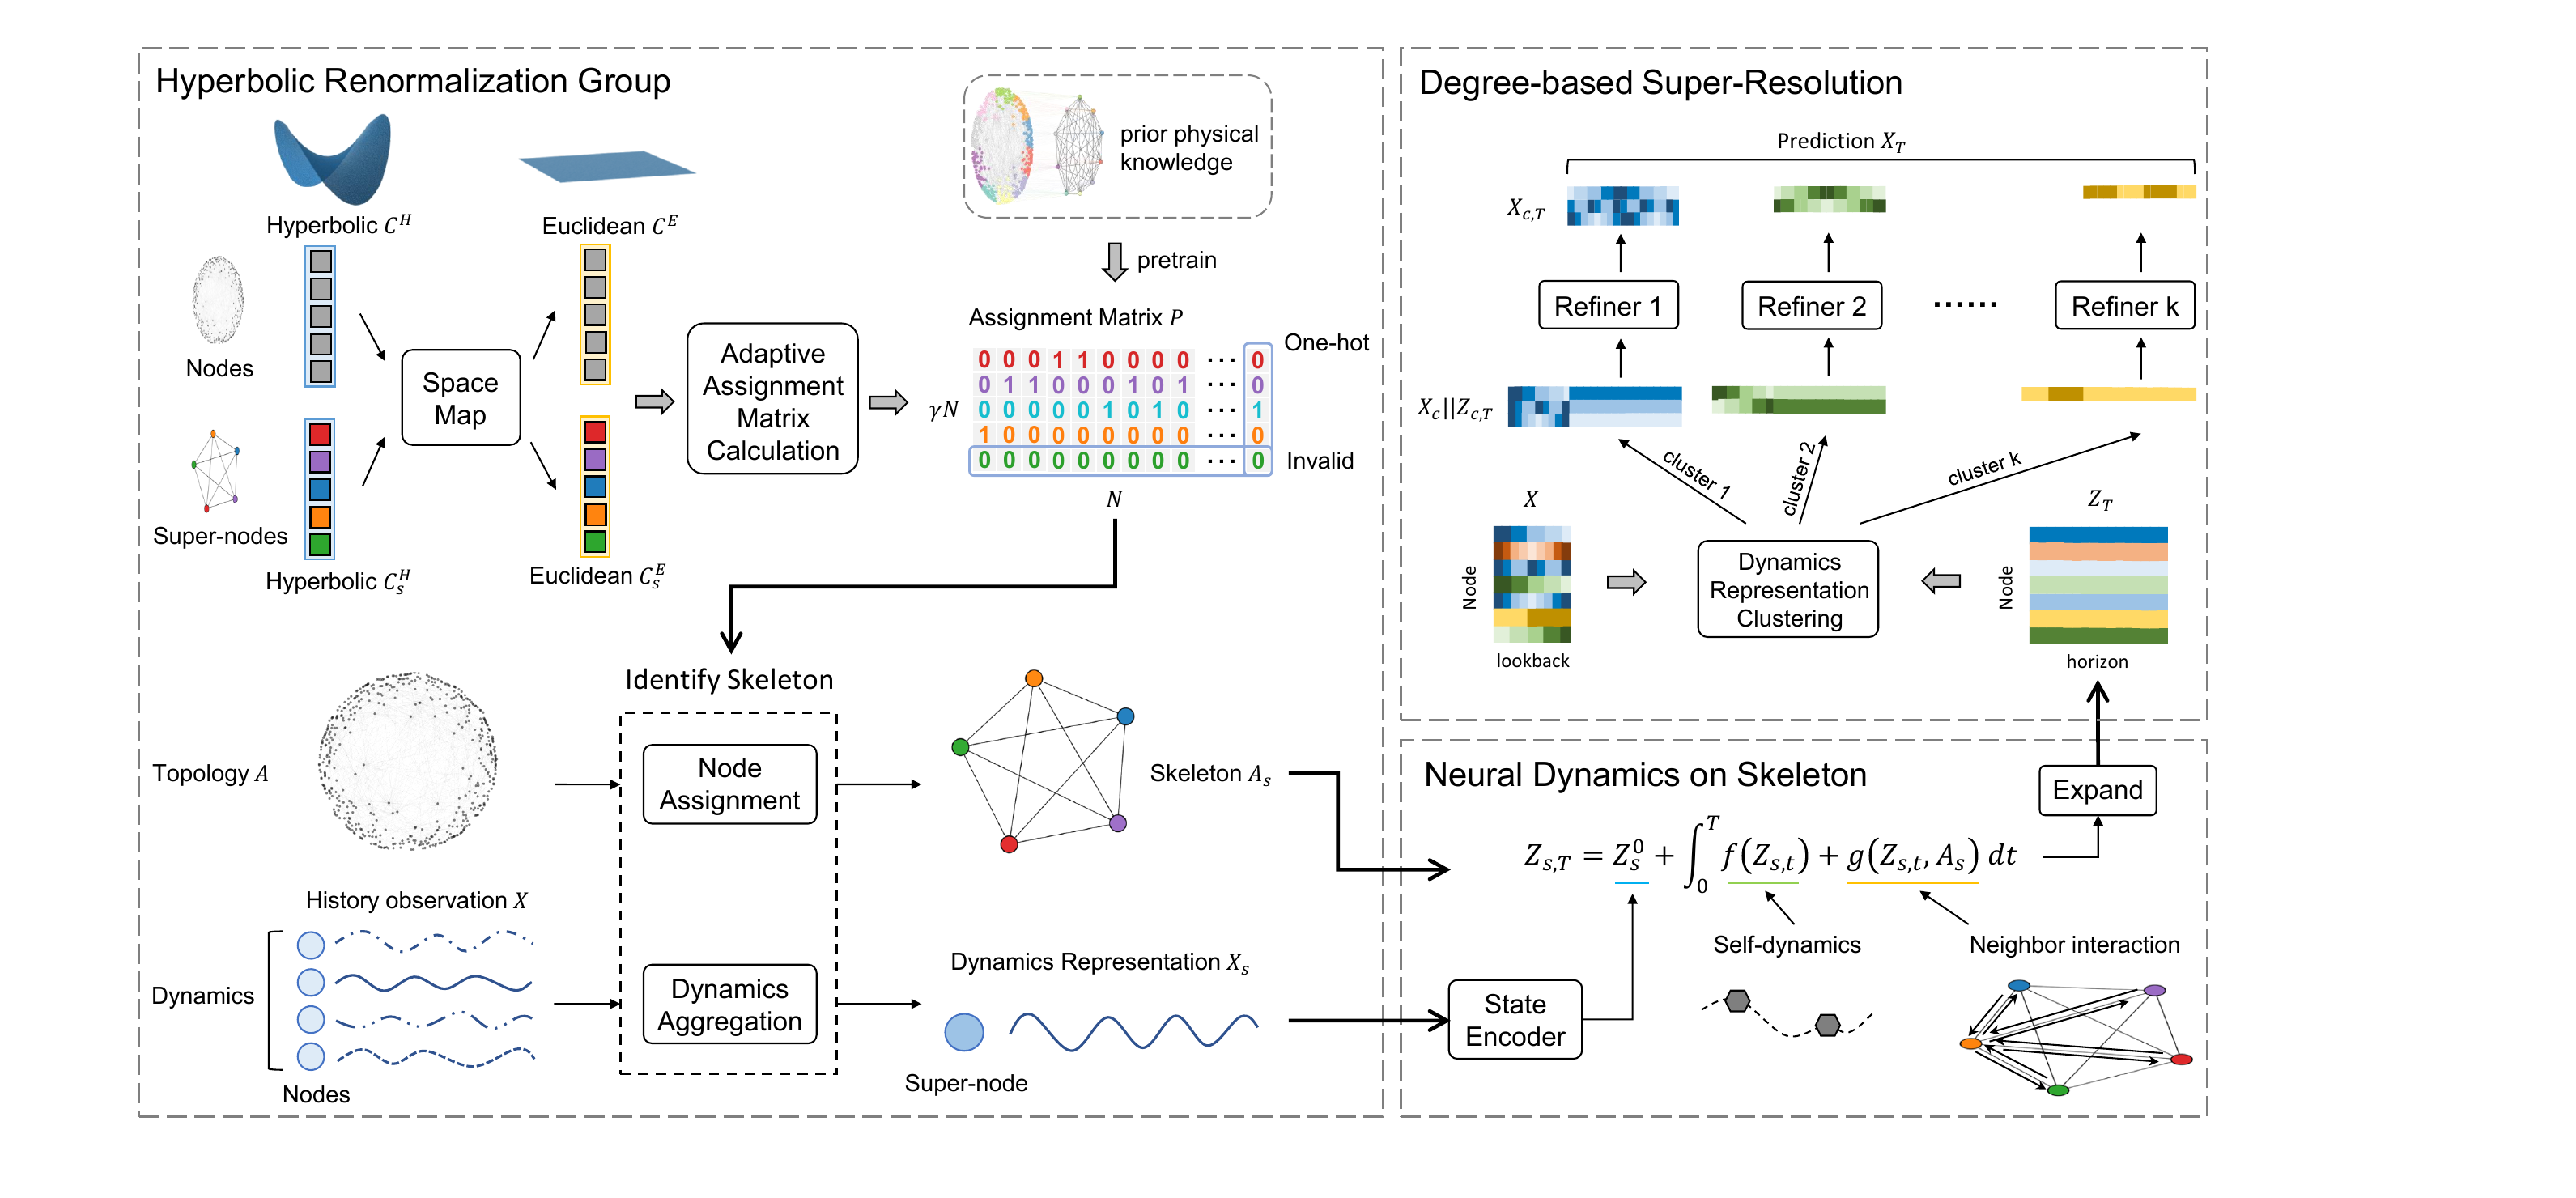 Hyperbolic Renormalization Group
Hyperbolic C^H
Euclidean C^E
prior physical
knowledge
pretrain
Nodes
Super-nodes
Space
Map
Hyperbolic C_s^H
Euclidean C_s^E
Adaptive
Assignment
Matrix
Calculation
Assignment Matrix P
One-hot
0 0 0 1 1 0 0 0 0 ··· 0
0 1 1 0 0 0 1 0 1 ··· 0
γN
0 0 0 0 0 1 0 1 0 ··· 1
1 0 0 0 0 0 0 0 0 ··· 0
0 0 0 0 0 0 0 0 0 ··· 0
Invalid
N
Identify Skeleton
Topology A
Node
Assignment
Skeleton A_s
History observation X
Dynamics
Nodes
Dynamics
Aggregation
Dynamics Representation X_s
Super-node
Degree-based Super-Resolution
Prediction X_T
X_{c,T}
Refiner 1
Refiner 2
······
Refiner k
X_c||Z_{c,T}
cluster 1
cluster 2
cluster k
X
Node
lookback
Dynamics
Representation
Clustering
Z_T
Node
horizon
Neural Dynamics on Skeleton
Expand
Z_{s,T} = Z_s^0 + ∫_0^T f(Z_{s,t}) + g(Z_{s,t}, A_s) dt
Self-dynamics
Neighbor interaction
State
Encoder